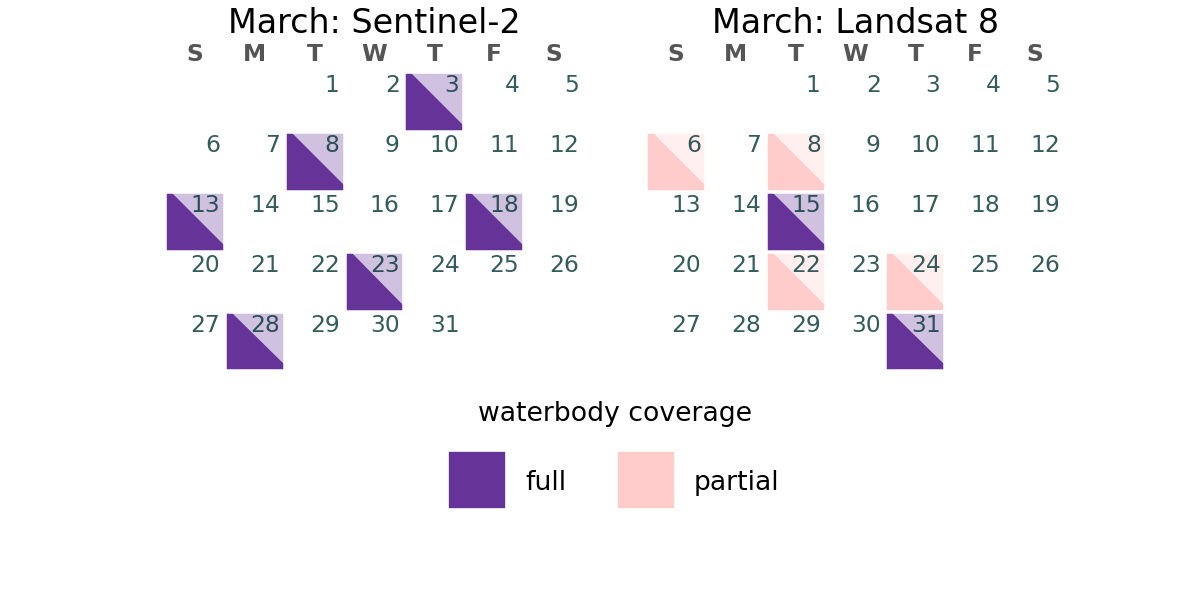 March: Sentinel-2
S M T W T F S
1 2 3 4 5
6 7 8 9 10 11 12
13 14 15 16 17 18 19
20 21 22 23 24 25 26
27 28 29 30 31
March: Landsat 8
S M T W T F S
1 2 3 4 5
6 7 8 9 10 11 12
13 14 15 16 17 18 19
20 21 22 23 24 25 26
27 28 29 30 31
waterbody coverage
full
partial